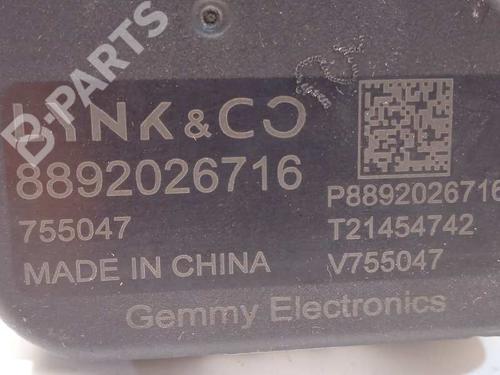 B-PARTS
LYNK & CO
8892026716
755047
MADE IN CHINA
P8892026716
T21454742
V755047
Gemmy Electronics